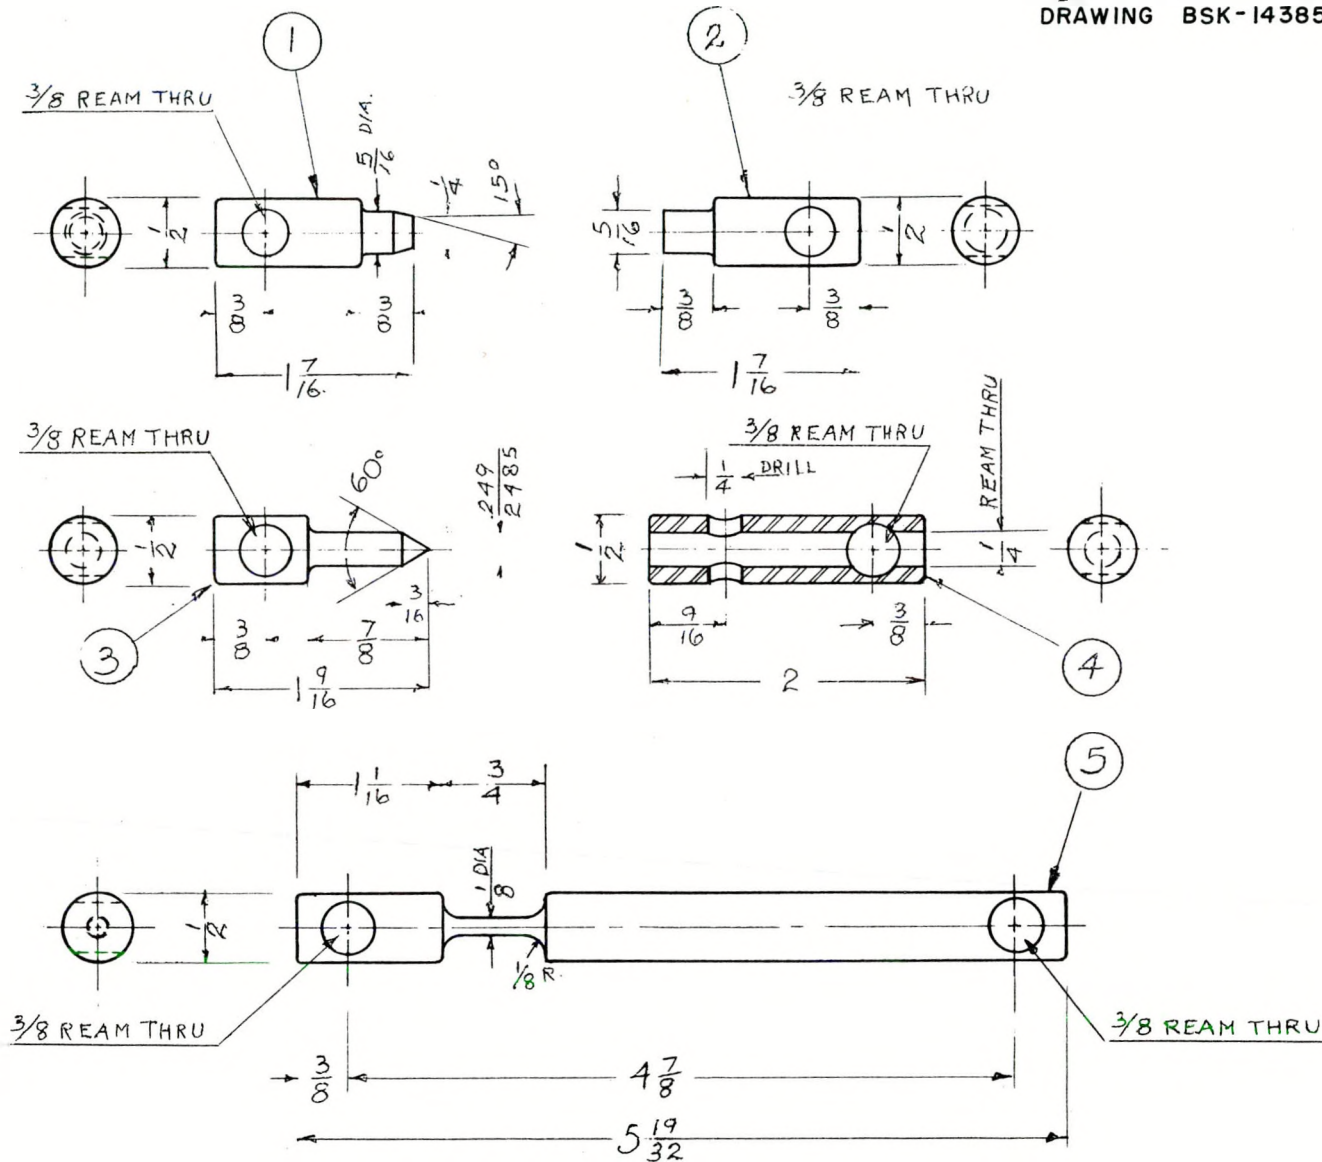 DRAWING BSK-14385
1
2
3/8 REAM THRU
3/8 REAM THRU
5/16 DIA.
1/4
15°
1/2
5/16
1/2
3/8
3/8
3/8
3/8
1 7/16
1 7/16
3/8 REAM THRU
60°
.249
.2485
3/8 REAM THRU
1/4 DRILL
REAM THRU
1/4
1/2
1/2
3/16
3/8
7/8
9/16
3/8
3
1 9/16
2
4
1 1/16
3/4
5
1/8 DIA
1/2
1/8 R.
3/8 REAM THRU
3/8 REAM THRU
3/8
4 7/8
5 19/32